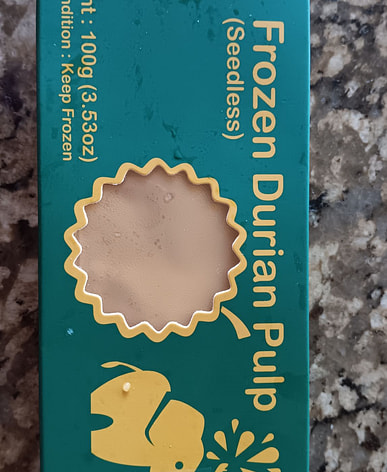 Frozen Durian Pulp
(Seedless)
nt : 100g (3.53oz)
ndition : Keep Frozen